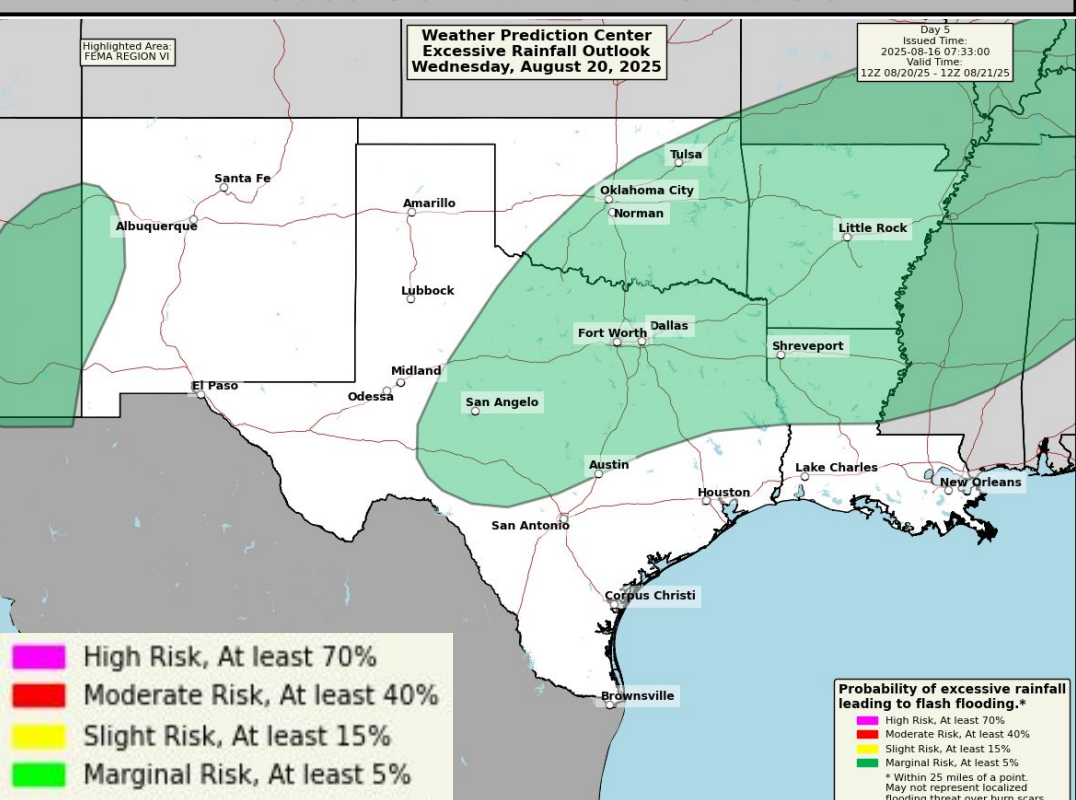 Highlighted Area:
FEMA REGION VI
Weather Prediction Center
Excessive Rainfall Outlook
Wednesday, August 20, 2025
Day 5
Issued Time:
2025-08-16 07:33:00
Valid Time:
12Z 08/20/25 - 12Z 08/21/25
Tulsa
Santa Fe
Oklahoma City
Amarillo
Norman
Albuquerque
Little Rock
Lubbock
Dallas
Fort Worth
Shreveport
Midland
El Paso
Odessa
San Angelo
Austin
Lake Charles
New Orleans
Houston
San Antonio
Corpus Christi
Brownsville
High Risk, At least 70%
Moderate Risk, At least 40%
Slight Risk, At least 15%
Marginal Risk, At least 5%
Probability of excessive rainfall
leading to flash flooding.*
High Risk, At least 70%
Moderate Risk, At least 40%
Slight Risk, At least 15%
Marginal Risk, At least 5%
* Within 25 miles of a point.
May not represent localized
flooding threat over burn scars